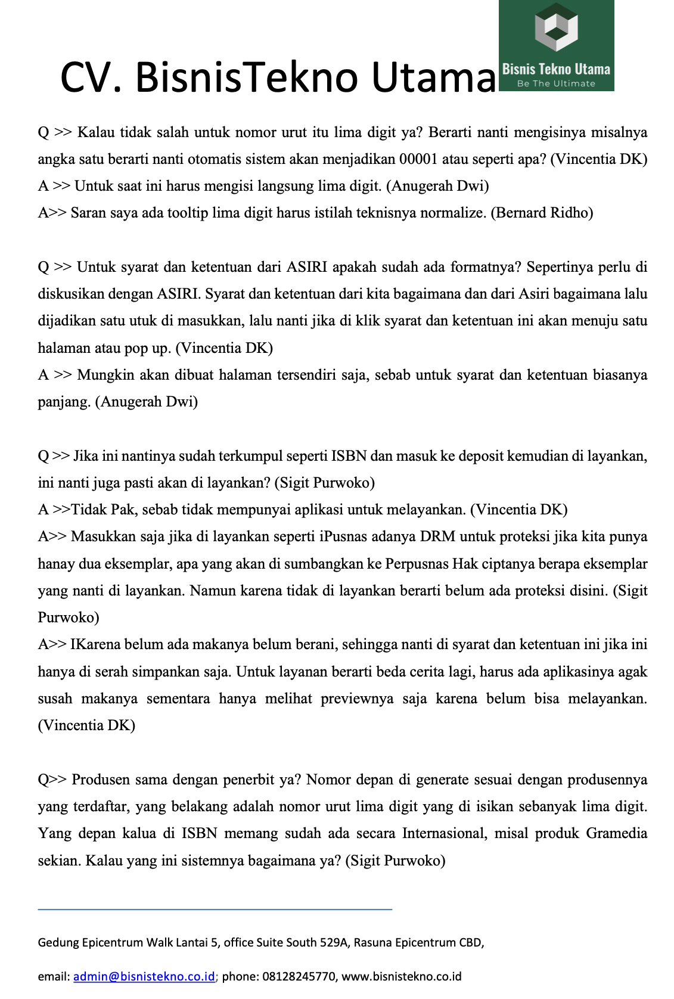 CV. BisnisTekno Utama
Bisnis Tekno Utama
Be The Ultimate
Q >> Kalau tidak salah untuk nomor urut itu lima digit ya? Berarti nanti mengisinya misalnya
angka satu berarti nanti otomatis sistem akan menjadikan 00001 atau seperti apa? (Vincentia DK)
A >> Untuk saat ini harus mengisi langsung lima digit. (Anugerah Dwi)
A>> Saran saya ada tooltip lima digit harus istilah teknisnya normalize. (Bernard Ridho)
Q >> Untuk syarat dan ketentuan dari ASIRI apakah sudah ada formatnya? Sepertinya perlu di
diskusikan dengan ASIRI. Syarat dan ketentuan dari kita bagaimana dan dari Asiri bagaimana lalu
dijadikan satu utuk di masukkan, lalu nanti jika di klik syarat dan ketentuan ini akan menuju satu
halaman atau pop up. (Vincentia DK)
A >> Mungkin akan dibuat halaman tersendiri saja, sebab untuk syarat dan ketentuan biasanya
panjang. (Anugerah Dwi)
Q >> Jika ini nantinya sudah terkumpul seperti ISBN dan masuk ke deposit kemudian di layankan,
ini nanti juga pasti akan di layankan? (Sigit Purwoko)
A >>Tidak Pak, sebab tidak mempunyai aplikasi untuk melayankan. (Vincentia DK)
A>> Masukkan saja jika di layankan seperti iPusnas adanya DRM untuk proteksi jika kita punya
hanay dua eksemplar, apa yang akan di sumbangkan ke Perpusnas Hak ciptanya berapa eksemplar
yang nanti di layankan. Namun karena tidak di layankan berarti belum ada proteksi disini. (Sigit
Purwoko)
A>> IKarena belum ada makanya belum berani, sehingga nanti di syarat dan ketentuan ini jika ini
hanya di serah simpankan saja. Untuk layanan berarti beda cerita lagi, harus ada aplikasinya agak
susah makanya sementara hanya melihat previewnya saja karena belum bisa melayankan.
(Vincentia DK)
Q>> Produsen sama dengan penerbit ya? Nomor depan di generate sesuai dengan produsennya
yang terdaftar, yang belakang adalah nomor urut lima digit yang di isikan sebanyak lima digit.
Yang depan kalua di ISBN memang sudah ada secara Internasional, misal produk Gramedia
sekian. Kalau yang ini sistemnya bagaimana ya? (Sigit Purwoko)
Gedung Epicentrum Walk Lantai 5, office Suite South 529A, Rasuna Epicentrum CBD,
email: admin@bisnistekno.co.id; phone: 08128245770, www.bisnistekno.co.id